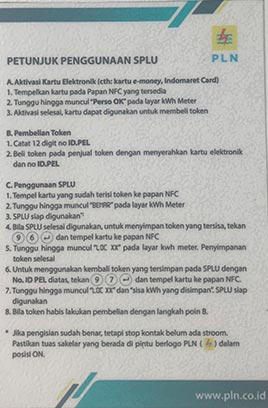 PETUNJUK PENGGUNAAN SPLU
PLN
A. Aktivasi Kartu Elektronik (cth: kartu e-money, Indomaret Card)
1. Tempelkan kartu pada Papan NFC yang tersedia
2. Tunggu hingga muncul "Perso OK" pada layar kWh Meter
3. Aktivasi selesai, kartu dapat digunakan untuk membeli token
B. Pembelian Token
1. Catat 12 digit no ID.PEL
2. Beli token pada penjual token dengan menyerahkan kartu elektronik
dan no ID.PEL
C. Penggunaan SPLU
1. Tempel kartu yang sudah terisi token ke papan NFC
2. Tunggu hingga muncul "BENAR" pada layar kWh Meter
3. SPLU siap digunakan*)
4. Bila SPLU selesai digunakan, untuk menyimpan token yang tersisa, tekan
9 6 ↵ dan tempel kartu ke papan NFC
5. Tunggu hingga muncul "LOC XX" pada layar kwh meter. Penyimpanan
token selesai
6. Untuk menggunakan kembali token yang tersimpan pada SPLU dengan
No. ID PEL diatas, tekan 9 7 ↵ dan tempel kartu ke papan NFC.
7. Tunggu hingga muncul "LOC XX" dan "sisa kWh yang disimpan". SPLU siap
digunakan
8. Bila token habis lakukan pembelian dengan langkah poin B.
* Jika pengisian sudah benar, tetapi stop kontak belum ada stroom.
Pastikan tuas sakelar yang berada di pintu berlogo PLN ( ) dalam
posisi ON.
www.pln.co.id